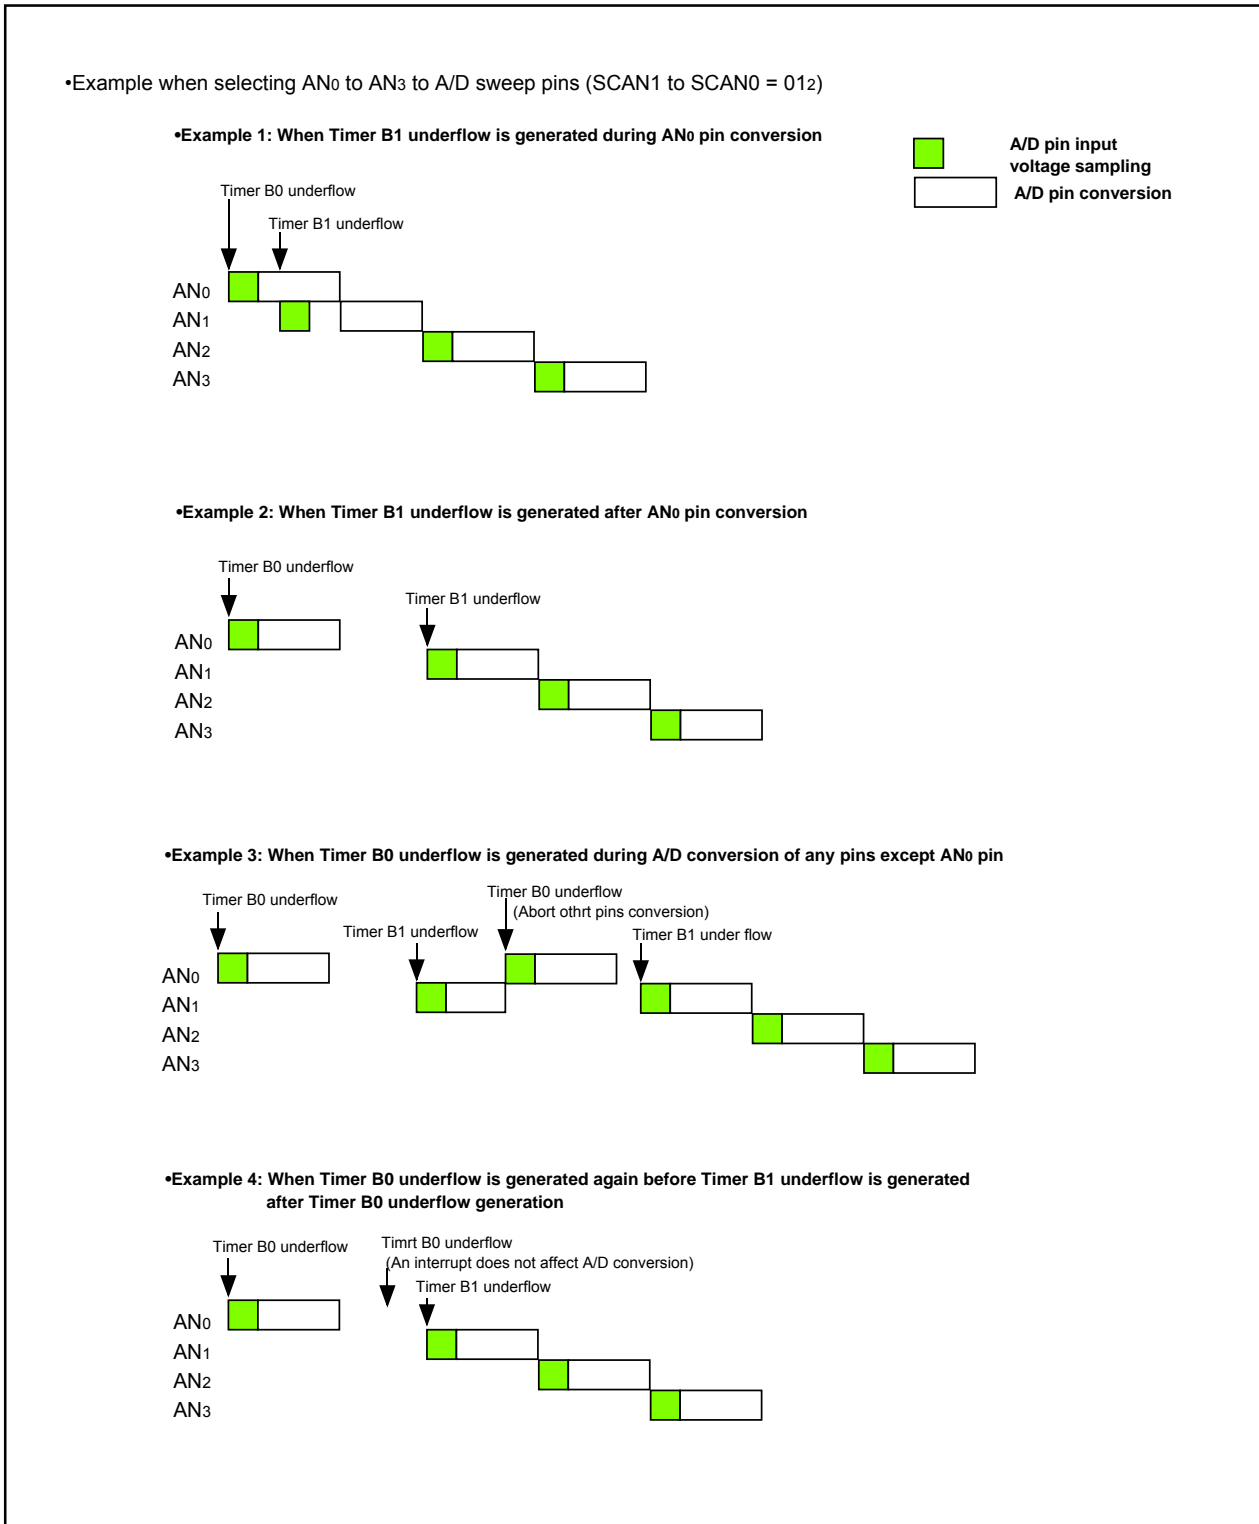 •Example when selecting AN0 to AN3 to A/D sweep pins (SCAN1 to SCAN0 = 012)
•Example 1: When Timer B1 underflow is generated during AN0 pin conversion
A/D pin input
voltage sampling
A/D pin conversion
Timer B0 underflow
Timer B1 underflow
AN0
AN1
AN2
AN3
•Example 2: When Timer B1 underflow is generated after AN0 pin conversion
Timer B0 underflow
Timer B1 underflow
AN0
AN1
AN2
AN3
•Example 3: When Timer B0 underflow is generated during A/D conversion of any pins except AN0 pin
Timer B0 underflow
Timer B0 underflow
(Abort othrt pins conversion)
Timer B1 underflow
Timer B1 under flow
AN0
AN1
AN2
AN3
•Example 4: When Timer B0 underflow is generated again before Timer B1 underflow is generated
after Timer B0 underflow generation
Timer B0 underflow
Timrt B0 underflow
(An interrupt does not affect A/D conversion)
Timer B1 underflow
AN0
AN1
AN2
AN3